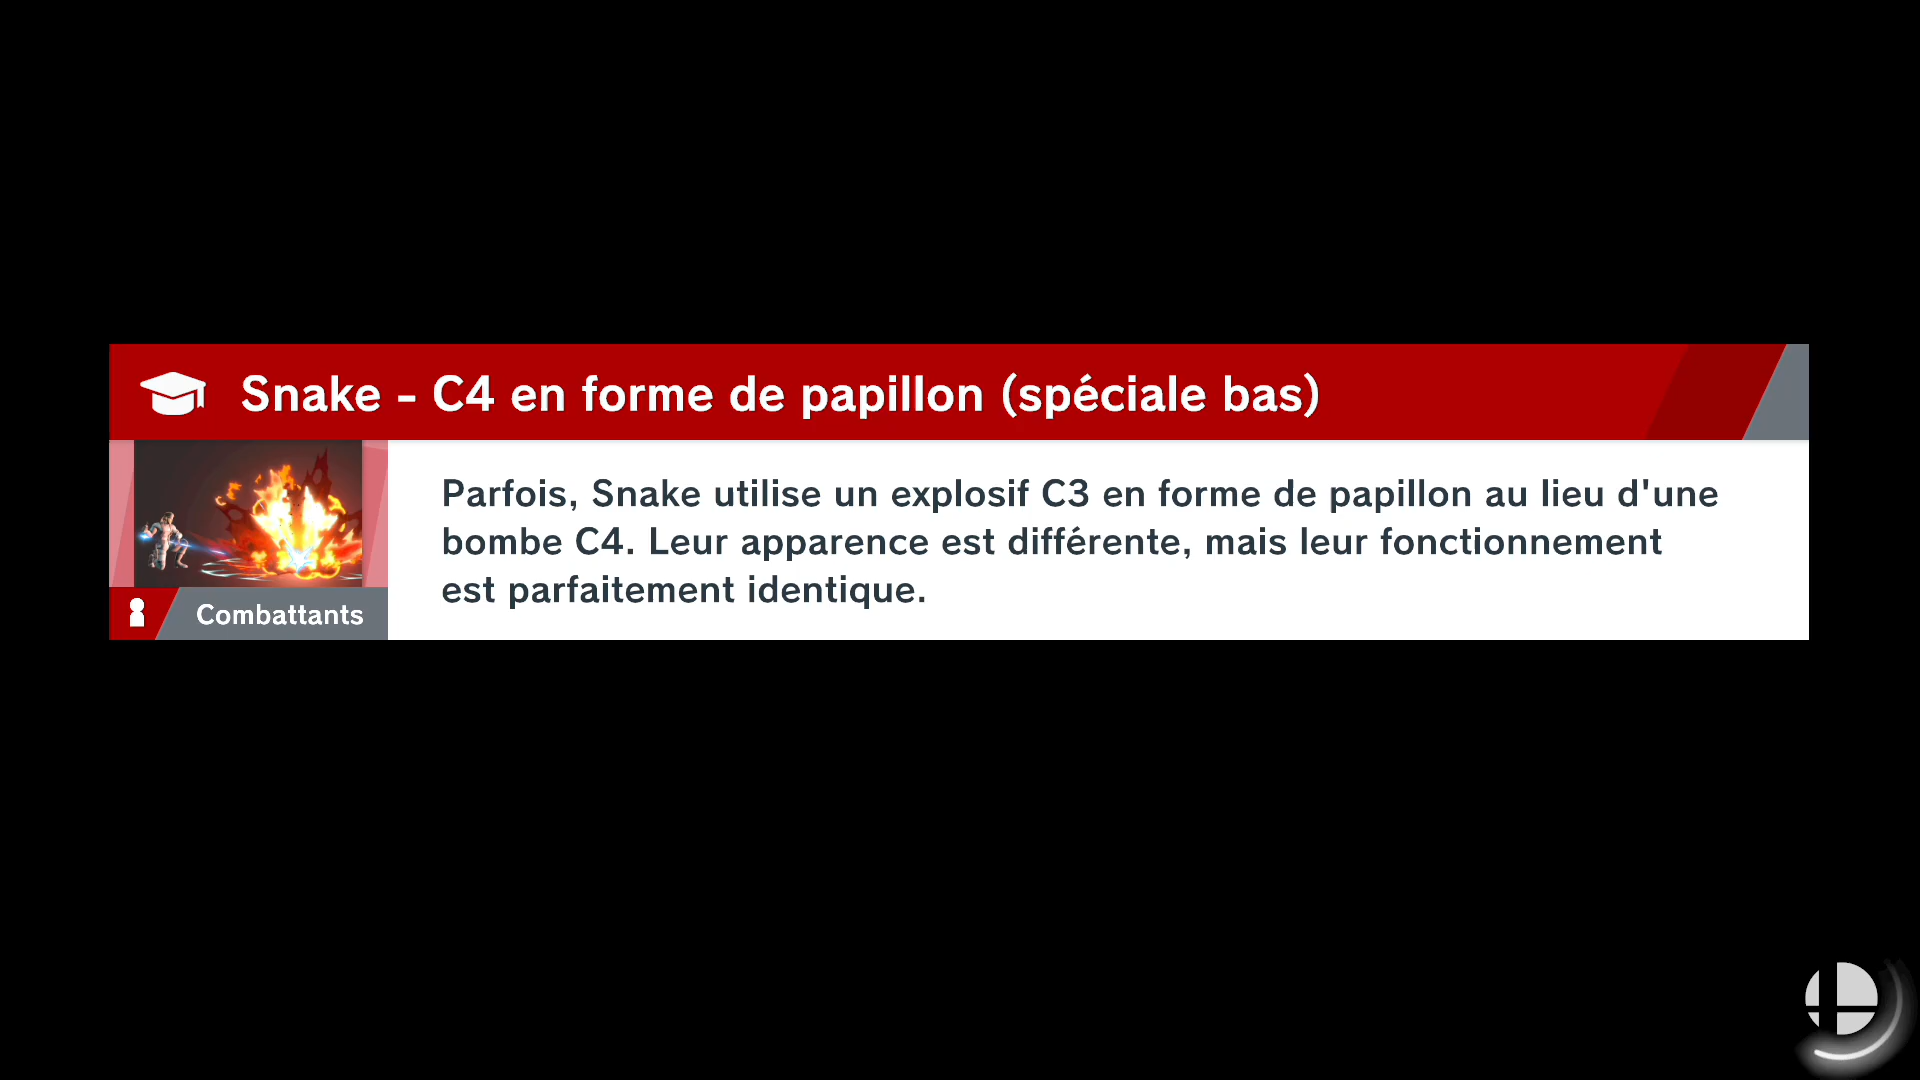 Snake - C4 en forme de papillon (spéciale bas)
Parfois, Snake utilise un explosif C3 en forme de papillon au lieu d'une
bombe C4. Leur apparence est différente, mais leur fonctionnement
est parfaitement identique.
Combattants